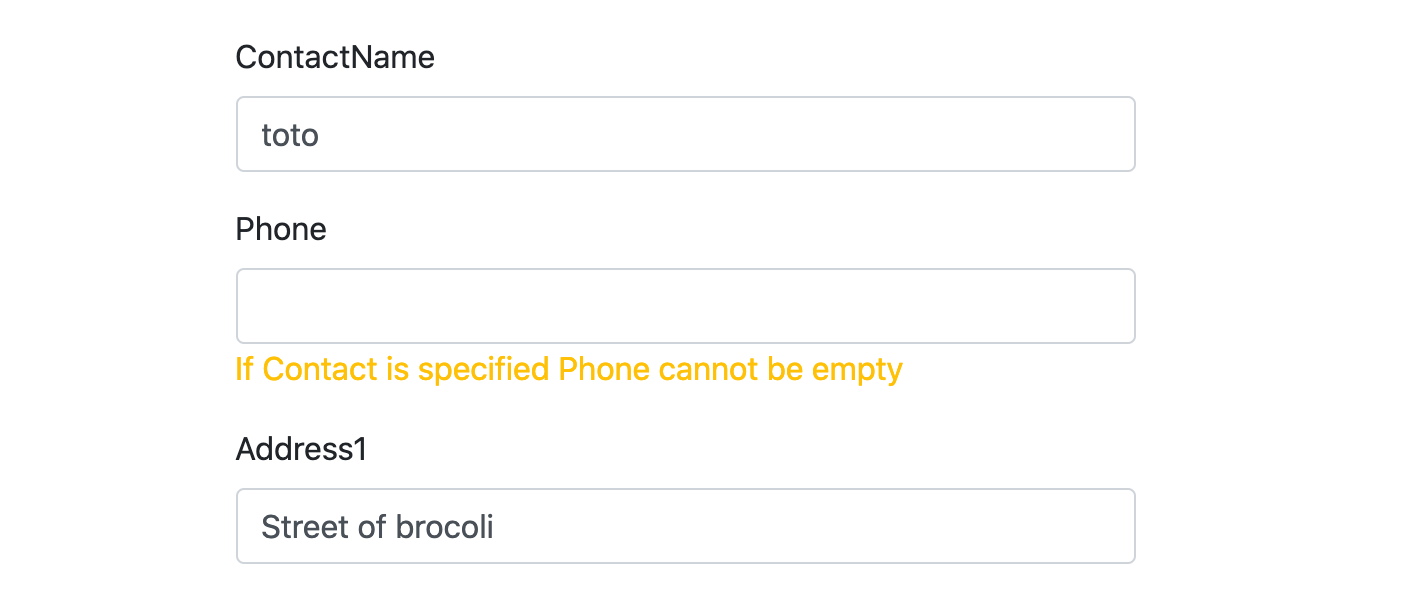 ContactName
toto
Phone
If Contact is specified Phone cannot be empty
Address1
Street of brocoli